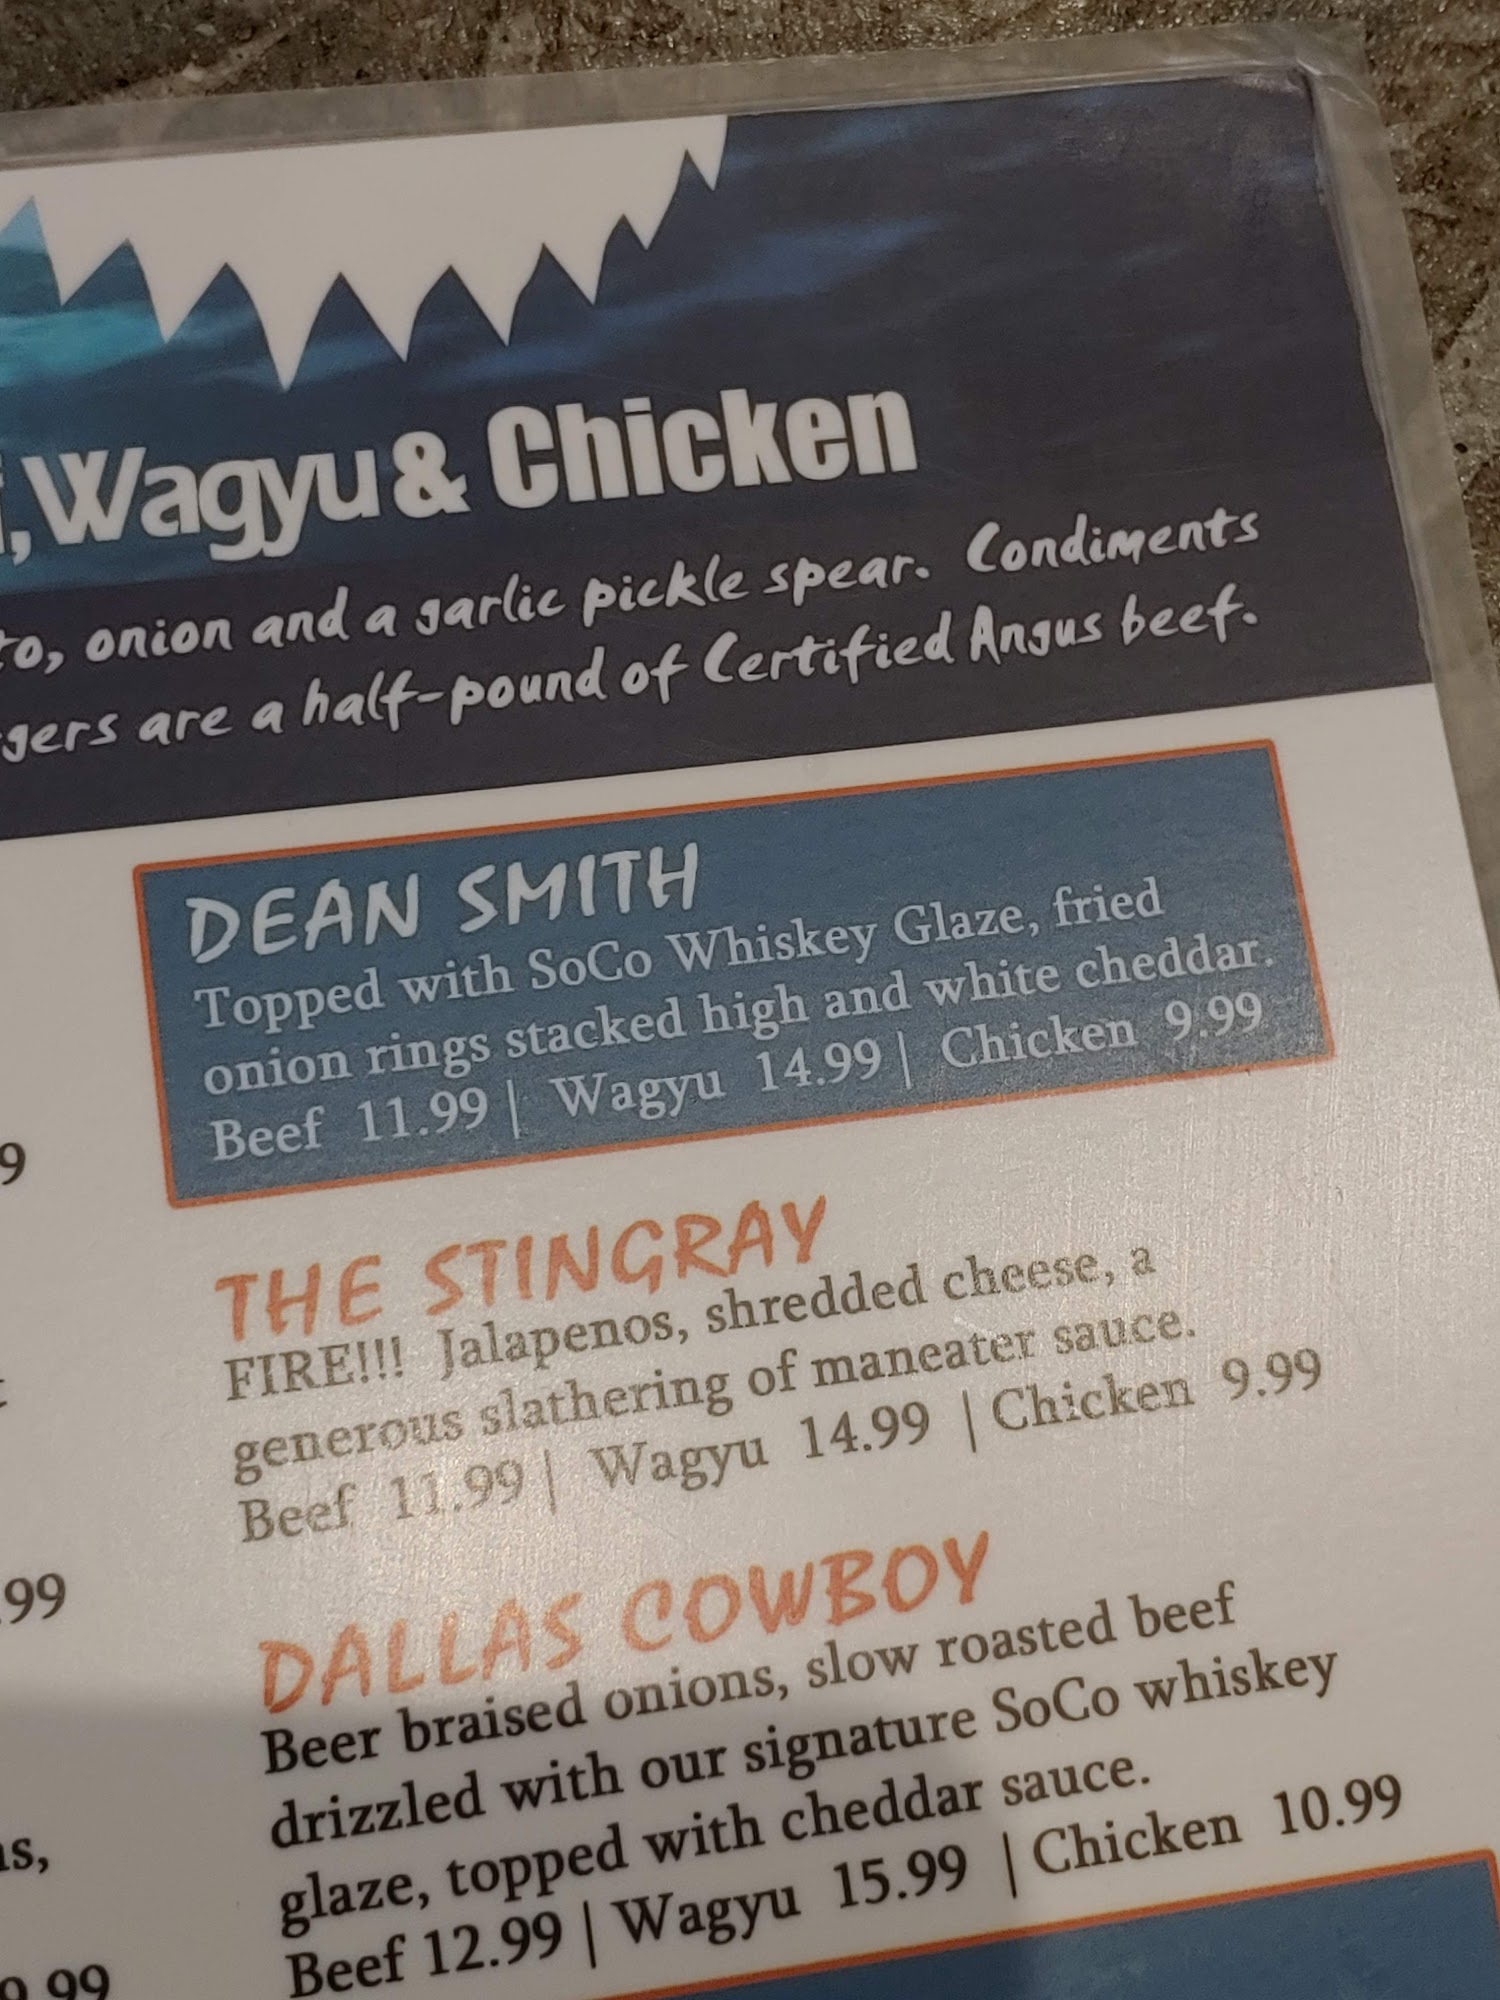 , Wagyu & Chicken
onion and a garlic pickle spear. Condiments
are a half-pound of Certified Angus beef.
DEAN SMITH
Topped with SoCo Whiskey Glaze, fried
onion rings stacked high and white cheddar.
Beef 11.99 | Wagyu 14.99 | Chicken 9.99
THE STINGRAY
FIRE!!! Jalapenos, shredded cheese, a
generous slathering of maneater sauce.
Beef 11.99 | Wagyu 14.99 | Chicken 9.99
DALLAS COWBOY
Beer braised onions, slow roasted beef
drizzled with our signature SoCo whiskey
glaze, topped with cheddar sauce.
Beef 12.99 | Wagyu 15.99 | Chicken 10.99